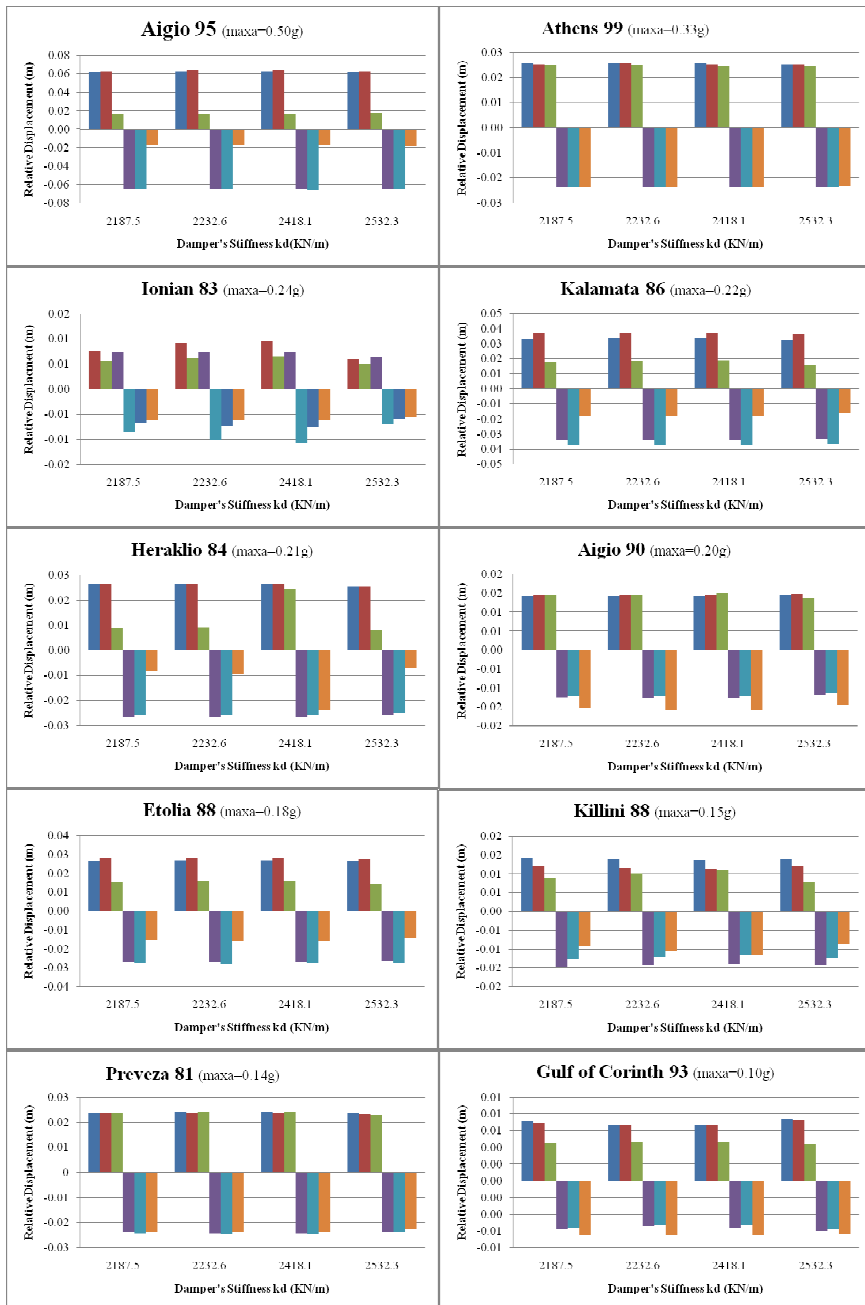 Aigio 95 (maxa=0.50g)
Relative Displacement (m)
0.08
0.06
0.04
0.02
0.00
-0.02
-0.04
-0.06
-0.08
2187.5 2232.6 2418.1 2532.3
Damper's Stiffness kd(KN/m)
Athens 99 (maxa=0.33g)
Relative Displacement (m)
0.03
0.02
0.01
0.00
-0.01
-0.02
-0.03
2187.5 2232.6 2418.1 2532.3
Damper's Stiffness kd (KN/m)
Ionian 83 (maxa=0.24g)
Relative Displacement (m)
0.02
0.01
0.01
0.00
-0.01
-0.01
-0.02
2187.5 2232.6 2418.1 2532.3
Damper's Stiffness kd (KN/m)
Kalamata 86 (maxa=0.22g)
Relative Displacement (m)
0.05
0.04
0.03
0.02
0.01
0.00
-0.01
-0.02
-0.03
-0.04
-0.05
2187.5 2232.6 2418.1 2532.3
Damper's Stiffness kd (KN/m)
Heraklio 84 (maxa=0.21g)
Relative Displacement (m)
0.03
0.02
0.01
0.00
-0.01
-0.02
-0.03
2187.5 2232.6 2418.1 2532.3
Damper's Stiffness kd (KN/m)
Aigio 90 (maxa=0.20g)
Relative Displacement (m)
0.02
0.02
0.01
0.01
0.00
-0.01
-0.01
-0.02
-0.02
2187.5 2232.6 2418.1 2532.3
Damper's Stiffness kd (KN/m)
Etolia 88 (maxa=0.18g)
Relative Displacement (m)
0.04
0.03
0.02
0.01
0.00
-0.01
-0.02
-0.03
-0.04
2187.5 2232.6 2418.1 2532.3
Damper's Stiffness kd (KN/m)
Killini 88 (maxa=0.15g)
Relative Displacement (m)
0.02
0.02
0.01
0.01
0.00
-0.01
-0.01
-0.02
-0.02
2187.5 2232.6 2418.1 2532.3
Damper's Stiffness kd (KN/m)
Preveza 81 (maxa=0.14g)
Relative Displacement (m)
0.03
0.02
0.01
0
-0.01
-0.02
-0.03
2187.5 2232.6 2418.1 2532.3
Damper's Stiffness kd (KN/m)
Gulf of Corinth 93 (maxa=0.10g)
Relative Displacement (m)
0.01
0.01
0.01
0.00
0.00
0.00
0.00
0.00
-0.01
-0.01
2187.5 2232.6 2418.1 2532.3
Damper's Stiffness kd (KN/m)